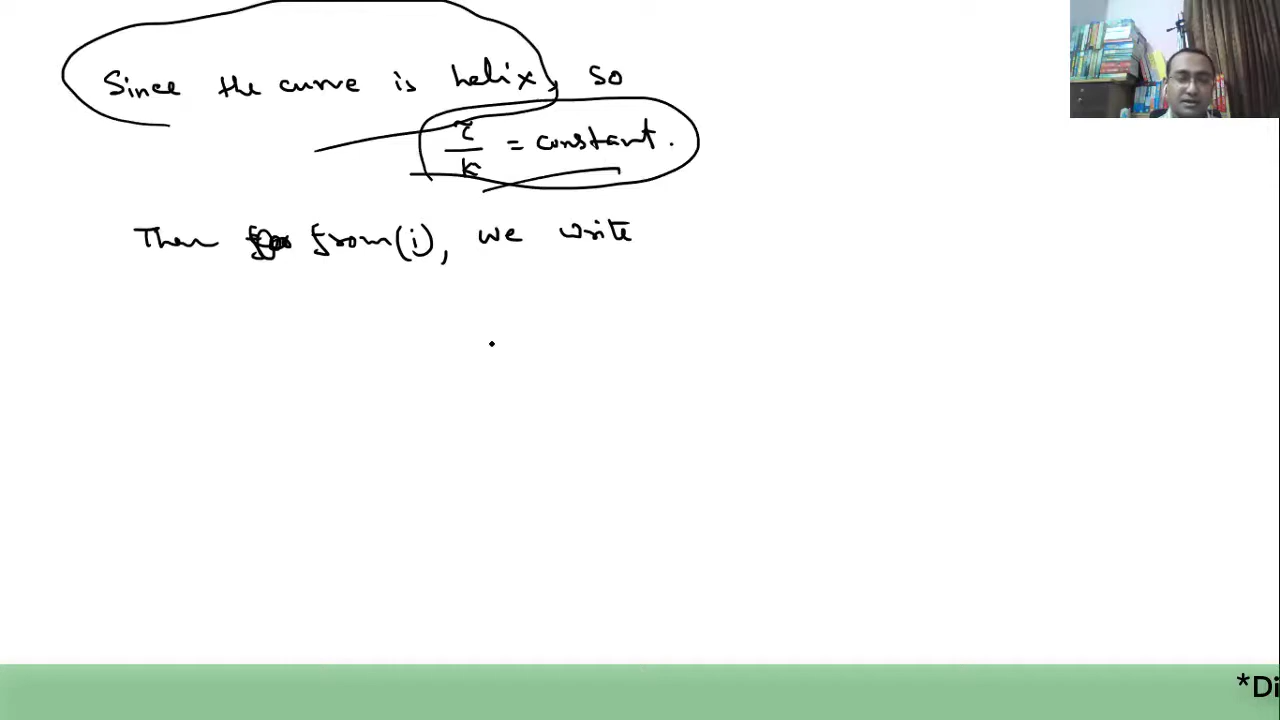 Since the curve is helix, so
τ/κ = constant.
Then from (i), we write
*Di